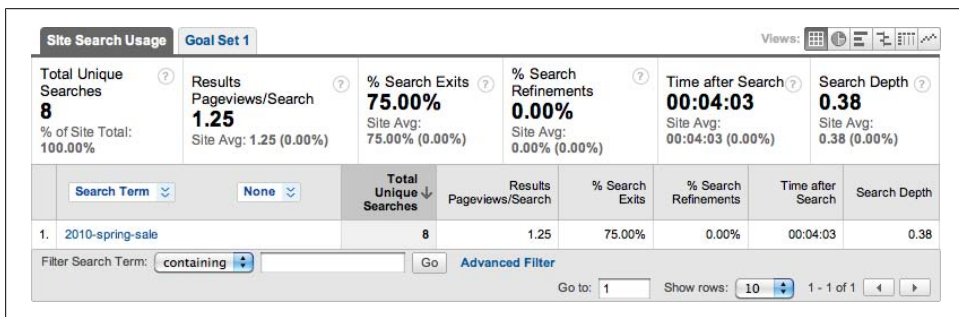 Site Search Usage
Goal Set 1
Views:
Total Unique
Searches
8
% of Site Total:
100.00%
Results
Pageviews/Search
1.25
Site Avg: 1.25 (0.00%)
% Search Exits
75.00%
Site Avg:
75.00% (0.00%)
% Search
Refinements
0.00%
Site Avg:
0.00% (0.00%)
Time after Search
00:04:03
Site Avg:
00:04:03 (0.00%)
Search Depth
0.38
Site Avg:
0.38 (0.00%)
Search Term
None
Total
Unique
Searches
Results
Pageviews/Search
% Search
Exits
% Search
Refinements
Time after
Search
Search Depth
1. 2010-spring-sale 8 1.25 75.00% 0.00% 00:04:03 0.38
Filter Search Term: containing Go Advanced Filter
Go to: 1 Show rows: 10 1 - 1 of 1